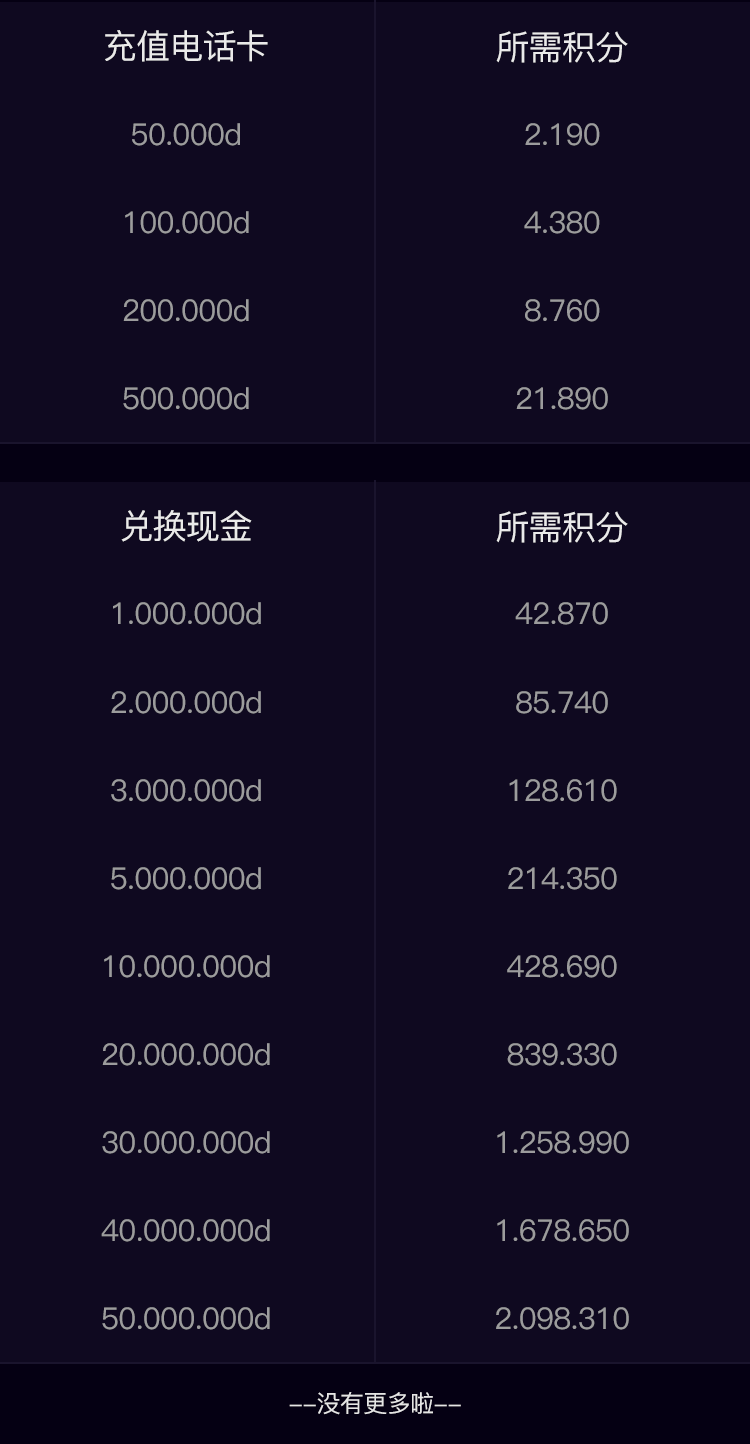 充值电话卡 所需积分
50.000d 2.190
100.000d 4.380
200.000d 8.760
500.000d 21.890
兑换现金 所需积分
1.000.000d 42.870
2.000.000d 85.740
3.000.000d 128.610
5.000.000d 214.350
10.000.000d 428.690
20.000.000d 839.330
30.000.000d 1.258.990
40.000.000d 1.678.650
50.000.000d 2.098.310
--没有更多啦--